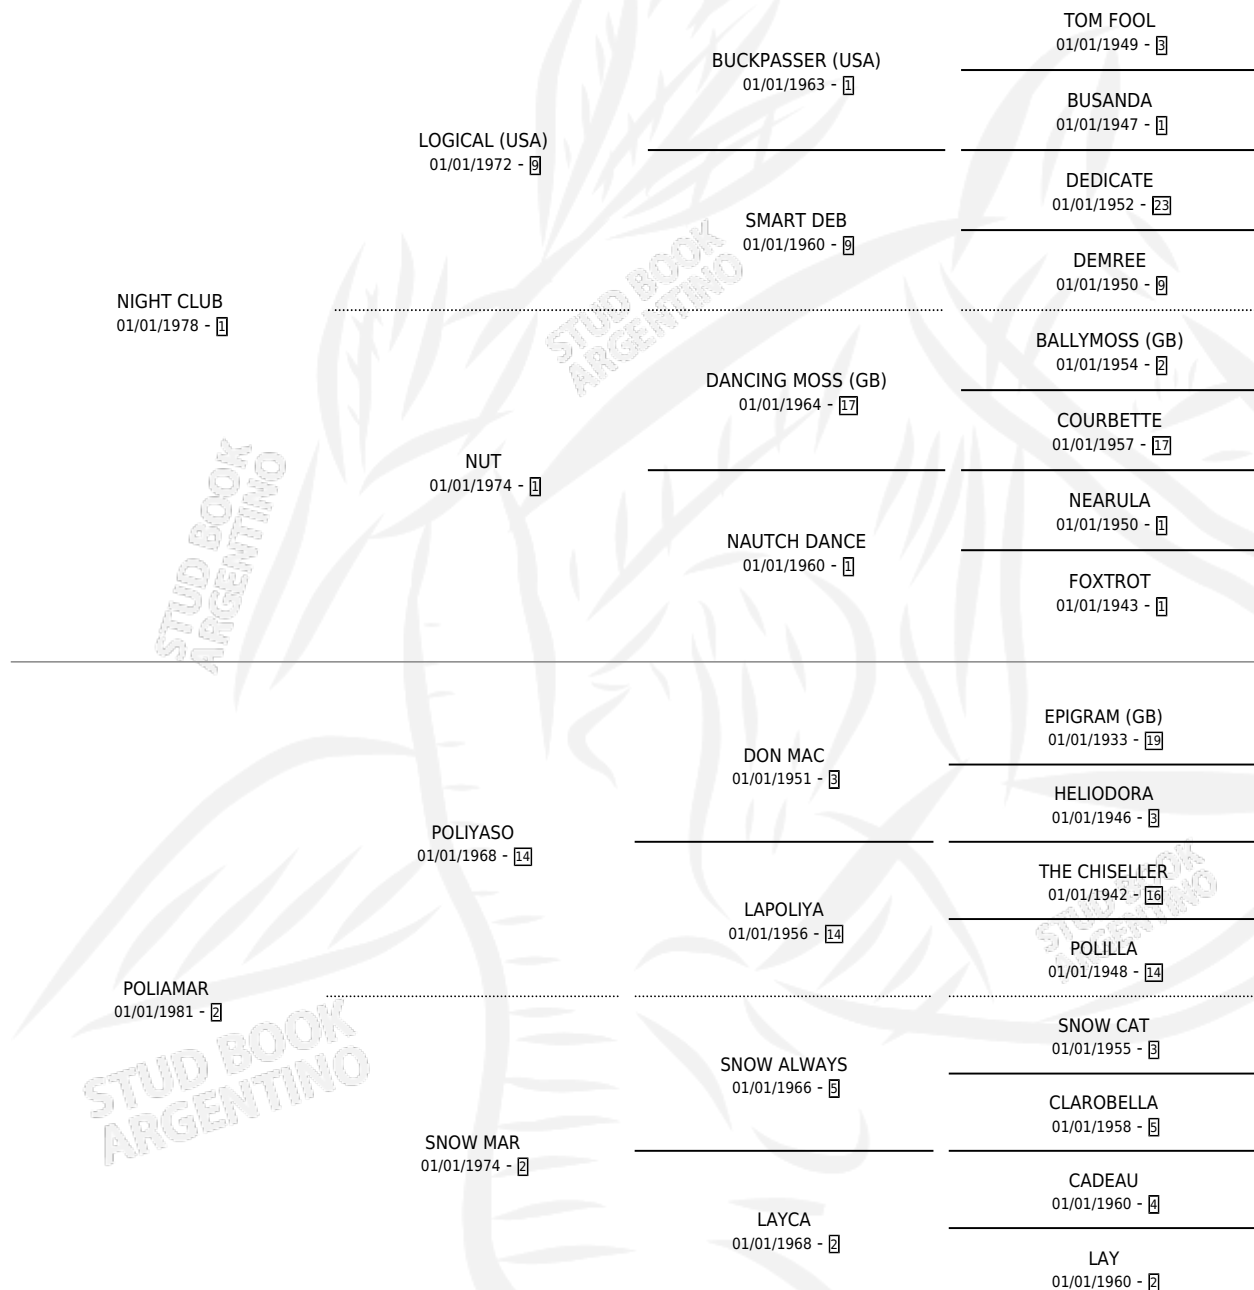 TOM FOOL
01/01/1949 - 3
BUCKPASSER (USA)
01/01/1963 - 1
BUSANDA
01/01/1947 - 1
LOGICAL (USA)
01/01/1972 - 9
DEDICATE
01/01/1952 - 23
SMART DEB
01/01/1960 - 9
DEMREE
01/01/1950 - 9
NIGHT CLUB
01/01/1978 - 1
BALLYMOSS (GB)
01/01/1954 - 2
DANCING MOSS (GB)
01/01/1964 - 17
COURBETTE
01/01/1957 - 17
NUT
01/01/1974 - 1
NEARULA
01/01/1950 - 1
NAUTCH DANCE
01/01/1960 - 1
FOXTROT
01/01/1943 - 1
EPIGRAM (GB)
01/01/1933 - 19
DON MAC
01/01/1951 - 3
HELIODORA
01/01/1946 - 3
POLIYASO
01/01/1968 - 14
THE CHISELLER
01/01/1942 - 16
LAPOLIYA
01/01/1956 - 14
POLILLA
01/01/1948 - 14
POLIAMAR
01/01/1981 - 2
SNOW CAT
01/01/1955 - 3
SNOW ALWAYS
01/01/1966 - 5
CLAROBELLA
01/01/1958 - 5
SNOW MAR
01/01/1974 - 2
CADEAU
01/01/1960 - 4
LAYCA
01/01/1968 - 2
LAY
01/01/1960 - 2
STUD BOOK
ARGENTINO
STUD BOOK
ARGENTINO
STUD BOOK
ARGENTINO
STUD BOOK
ARGENTINO